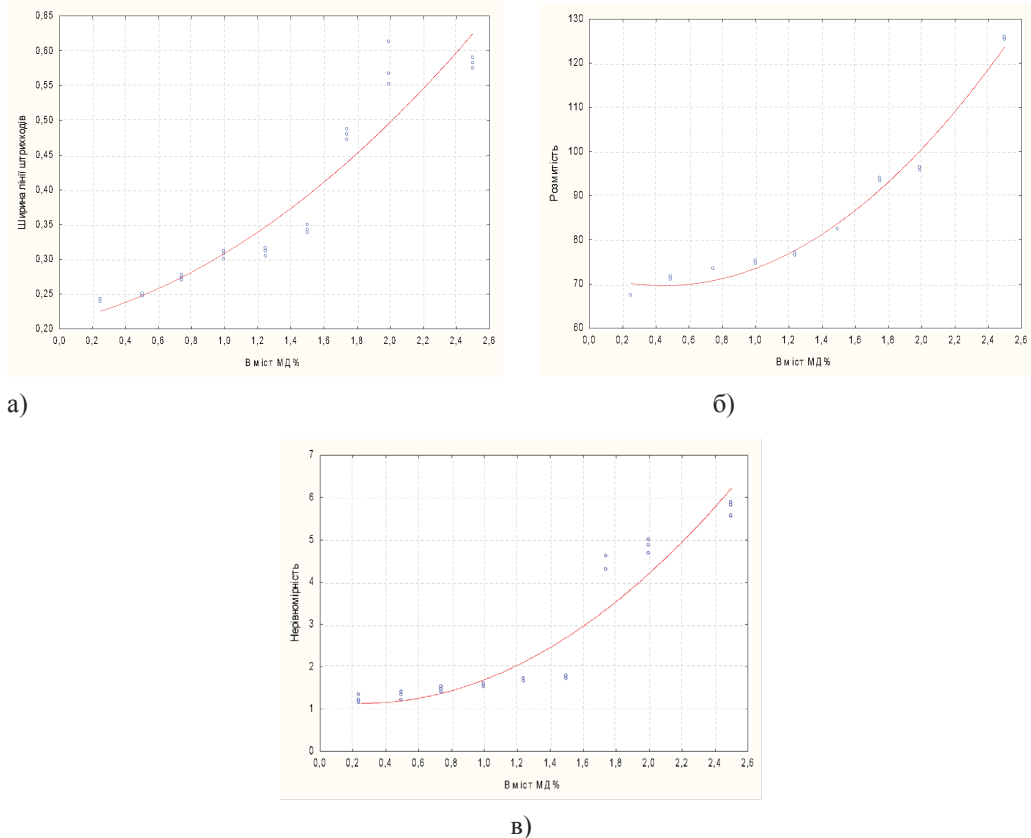 0,65
0,60
0,55
0,50
0,45
0,40
0,35
0,30
0,25
0,20
Ширина лінії штрихкодів
0,0 0,2 0,4 0,6 0,8 1,0 1,2 1,4 1,6 1,8 2,0 2,2 2,4 2,6
Вміст МД%
130
120
110
100
90
80
70
60
Розмитість
0,0 0,2 0,4 0,6 0,8 1,0 1,2 1,4 1,6 1,8 2,0 2,2 2,4 2,6
Вміст МД%
а)
б)
7
6
5
4
3
2
1
0
Нерівномірність
0,0 0,2 0,4 0,6 0,8 1,0 1,2 1,4 1,6 1,8 2,0 2,2 2,4 2,6
Вміст МД%
в)